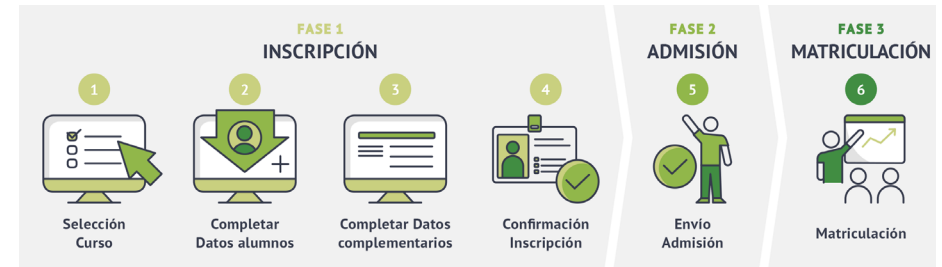 FASE 1
INSCRIPCIÓN
1
2
3
4
Selección
Curso
Completar
Datos alumnos
Completar Datos
complementarios
Confirmación
Inscripción
FASE 2
ADMISIÓN
5
Envío
Admisión
FASE 3
MATRICULACIÓN
6
Matriculación